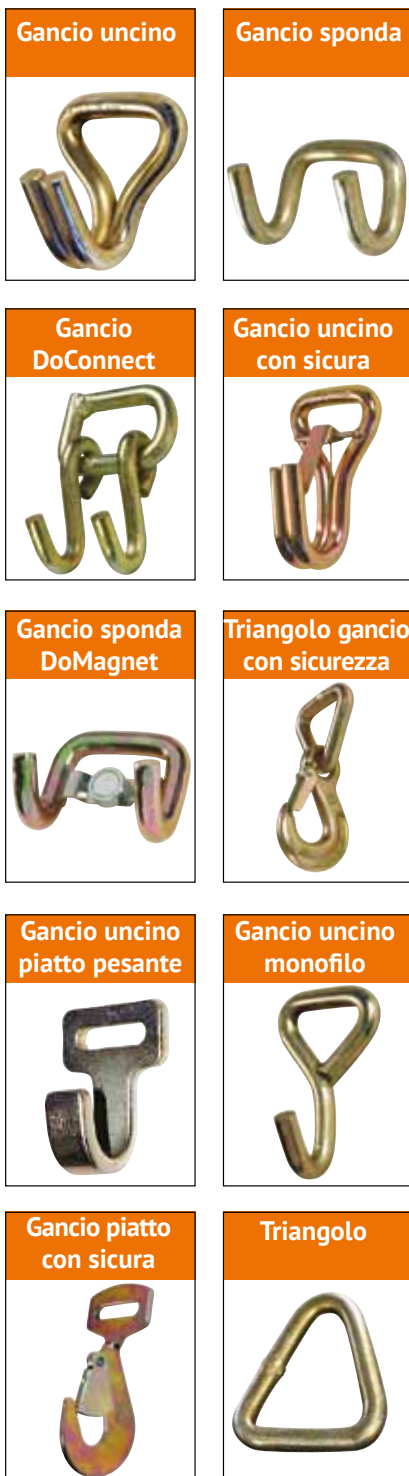 Gancio uncino
Gancio sponda
Gancio
DoConnect
Gancio uncino
con sicura
Gancio sponda
DoMagnet
Triangolo gancio
con sicurezza
Gancio uncino
piatto pesante
Gancio uncino
monofilo
Gancio piatto
con sicura
Triangolo